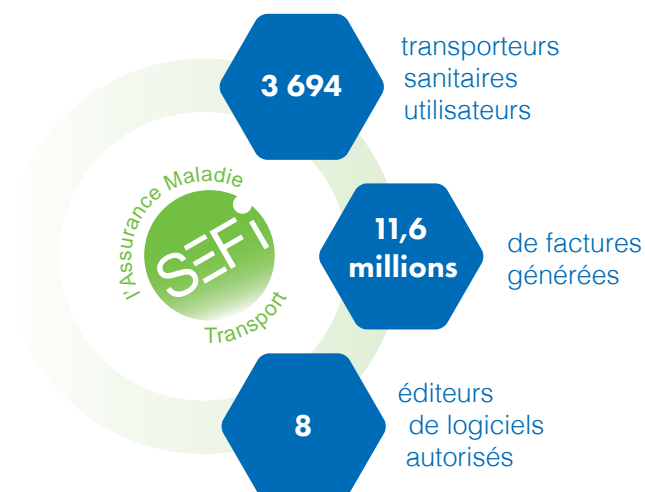 3 694
transporteurs
sanitaires
utilisateurs
l'Assurance Maladie
SEFi
Transport
11,6
millions
de factures
générées
8
éditeurs
de logiciels
autorisés